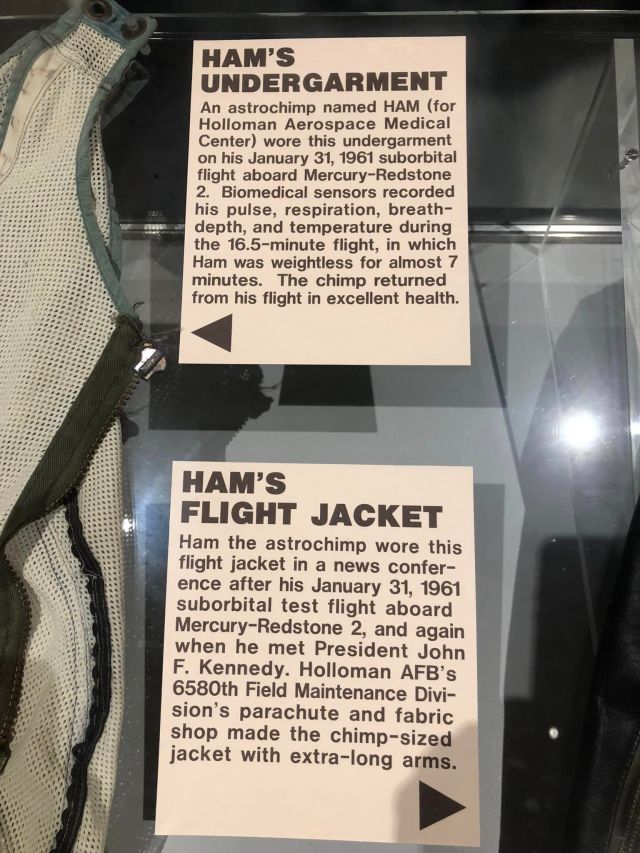 HAM'S
UNDERGARMENT
An astrochimp named HAM (for
Holloman Aerospace Medical
Center) wore this undergarment
on his January 31, 1961 suborbital
flight aboard Mercury-Redstone
2. Biomedical sensors recorded
his pulse, respiration, breath-
depth, and temperature during
the 16.5-minute flight, in which
Ham was weightless for almost 7
minutes. The chimp returned
from his flight in excellent health.
HAM'S
FLIGHT JACKET
Ham the astrochimp wore this
flight jacket in a news confer-
ence after his January 31, 1961
suborbital test flight aboard
Mercury-Redstone 2, and again
when he met President John
F. Kennedy. Holloman AFB's
6580th Field Maintenance Divi-
sion's parachute and fabric
shop made the chimp-sized
jacket with extra-long arms.